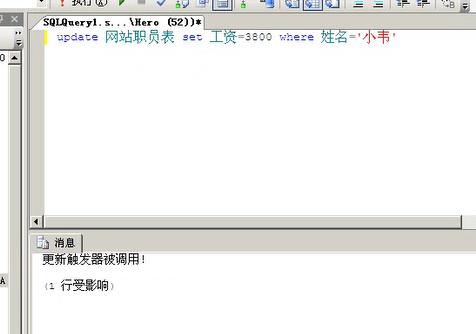 执行(X)
SQLQuery1.s...\Hero (52))*
update 网站职员表 set 工资=3800 where 姓名='小韦'
消息
更新触发器被调用!
(1 行受影响)